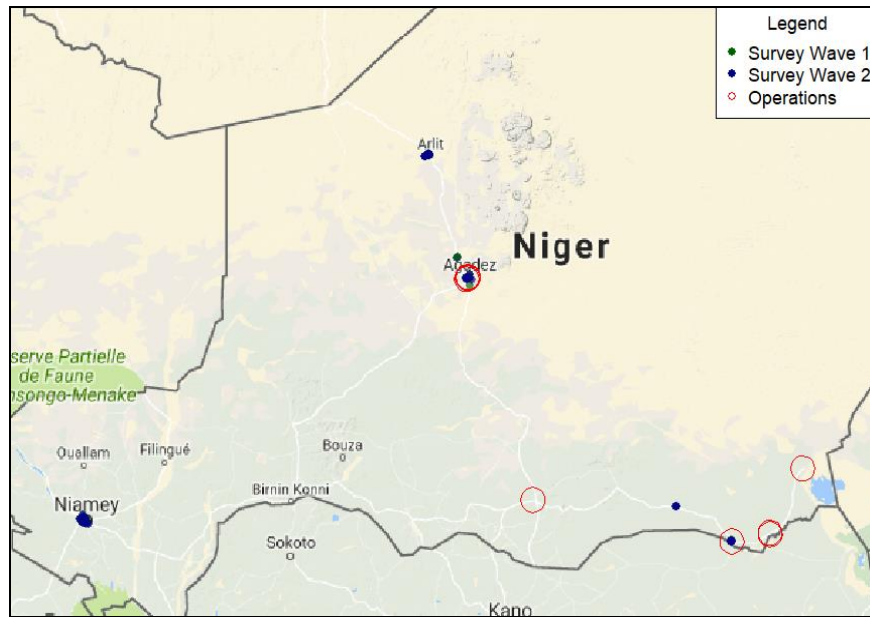 Legend
Survey Wave 1
Survey Wave 2
Operations
Arlit
Niger
Agadez
serve Partielle
de Faune
nsongo-Menake
Ouallam
Filingué
Bouza
Birnin Konni
Niamey
Sokoto
Kano